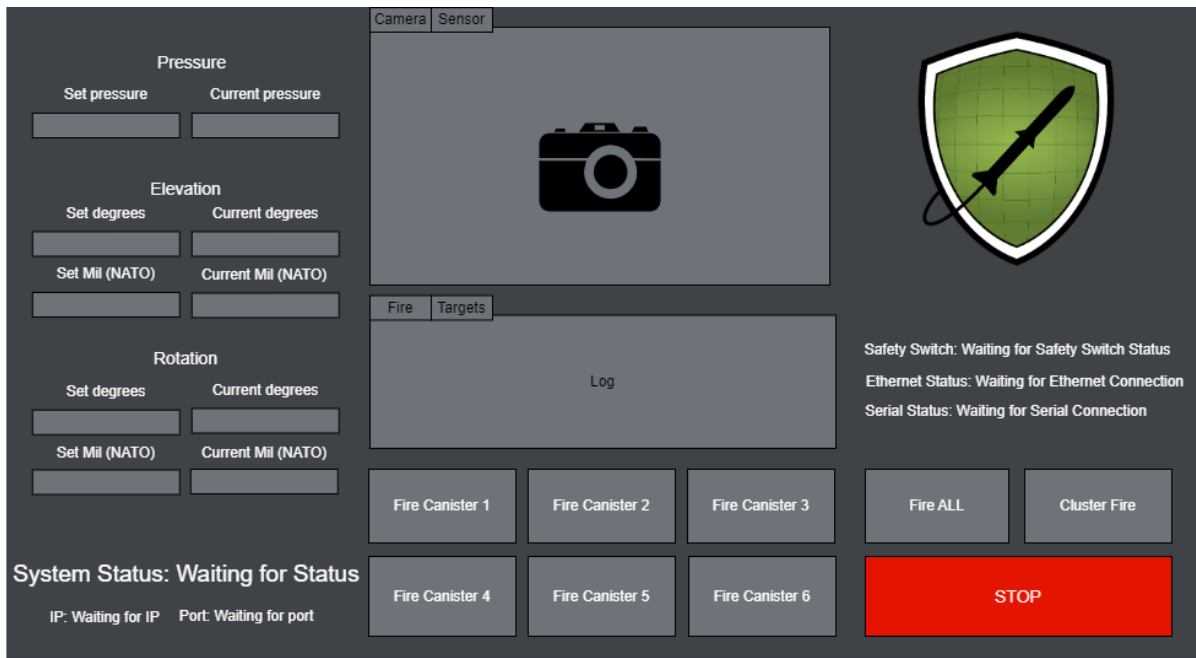 Pressure
Set pressure Current pressure
Elevation
Set degrees Current degrees
Set Mil (NATO) Current Mil (NATO)
Rotation
Set degrees Current degrees
Set Mil (NATO) Current Mil (NATO)
System Status: Waiting for Status
IP: Waiting for IP Port: Waiting for port
Camera Sensor
Fire Targets
Log
Fire Canister 1 Fire Canister 2 Fire Canister 3
Fire Canister 4 Fire Canister 5 Fire Canister 6
Safety Switch: Waiting for Safety Switch Status
Ethernet Status: Waiting for Ethernet Connection
Serial Status: Waiting for Serial Connection
Fire ALL Cluster Fire
STOP